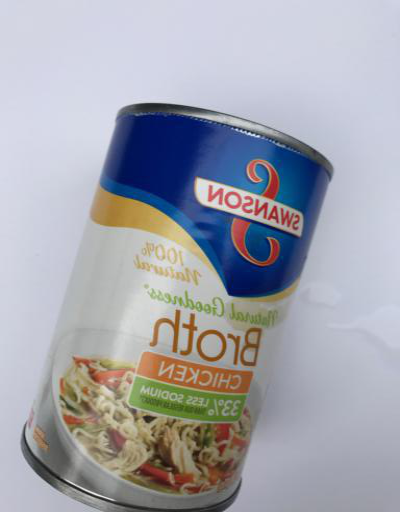 SWANSON
100%
Natural
Natural Goodness
Broth
CHICKEN
33% LESS SODIUM